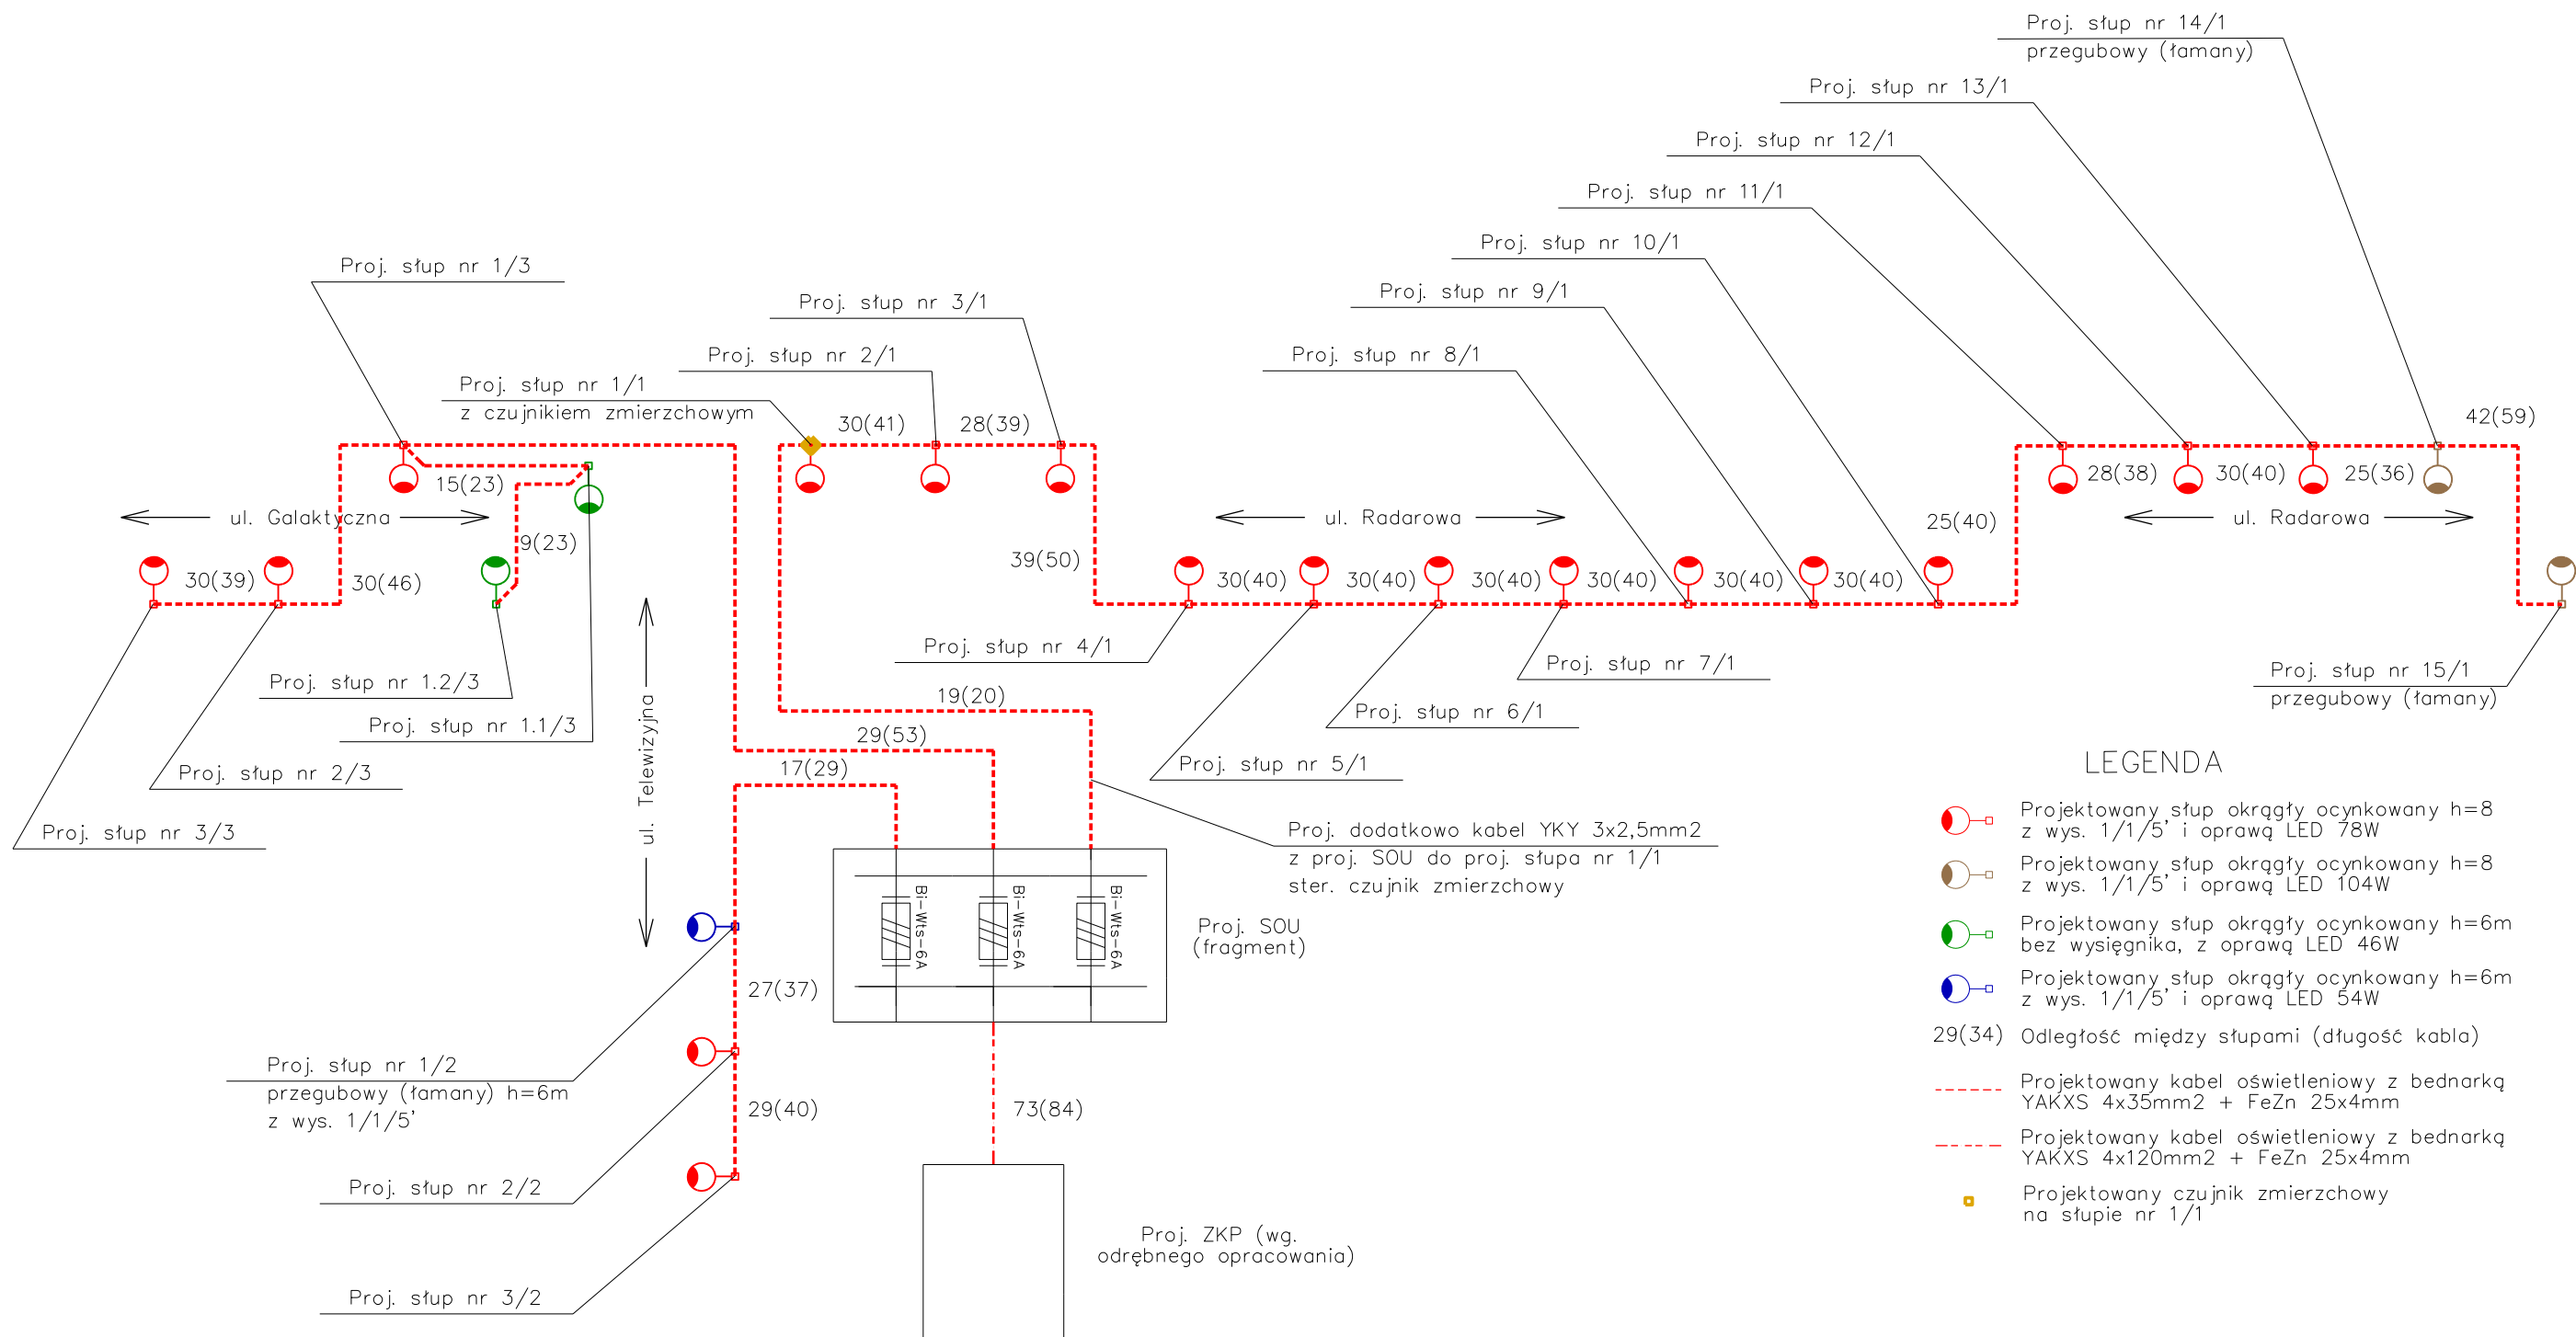 Proj. słup nr 14/1
przegubowy (łamany)
Proj. słup nr 13/1
Proj. słup nr 12/1
Proj. słup nr 11/1
Proj. słup nr 10/1
Proj. słup nr 9/1
Proj. słup nr 8/1
Proj. słup nr 1/3
Proj. słup nr 3/1
Proj. słup nr 2/1
Proj. słup nr 1/1
z czujnikiem zmierzchowym
30(41)
28(39)
42(59)
15(23)
28(38)
30(40)
25(36)
ul. Galaktyczna
ul. Radarowa
25(40)
ul. Radarowa
9(23)
39(50)
30(39)
30(46)
30(40)
30(40)
30(40)
30(40)
30(40)
30(40)
Proj. słup nr 4/1
Proj. słup nr 7/1
Proj. słup nr 15/1
przegubowy (łamany)
Proj. słup nr 1.2/3
19(20)
Proj. słup nr 6/1
Proj. słup nr 1.1/3
29(53)
ul. Telewizyjna
Proj. słup nr 2/3
17(29)
Proj. słup nr 5/1
Proj. słup nr 3/3
Proj. dodatkowo kabel YKY 3x2,5mm2
z proj. SOU do proj. słupa nr 1/1
ster. czujnik zmierzchowy
Bi-Wts-6A
Bi-Wts-6A
Bi-Wts-6A
Proj. SOU
(fragment)
27(37)
Proj. słup nr 1/2
przegubowy (łamany) h=6m
z wys. 1/1/5'
29(40)
73(84)
Proj. słup nr 2/2
Proj. ZKP (wg.
odrębnego opracowania)
Proj. słup nr 3/2
LEGENDA
Projektowany słup okrągły ocynkowany h=8
z wys. 1/1/5' i oprawą LED 78W
Projektowany słup okrągły ocynkowany h=8
z wys. 1/1/5' i oprawą LED 104W
Projektowany słup okrągły ocynkowany h=6m
bez wysięgnika, z oprawą LED 46W
Projektowany słup okrągły ocynkowany h=6m
z wys. 1/1/5' i oprawą LED 54W
29(34) Odległość między słupami (długość kabla)
Projektowany kabel oświetleniowy z bednarką
YAKXS 4x35mm2 + FeZn 25x4mm
Projektowany kabel oświetleniowy z bednarką
YAKXS 4x120mm2 + FeZn 25x4mm
Projektowany czujnik zmierzchowy
na słupie nr 1/1